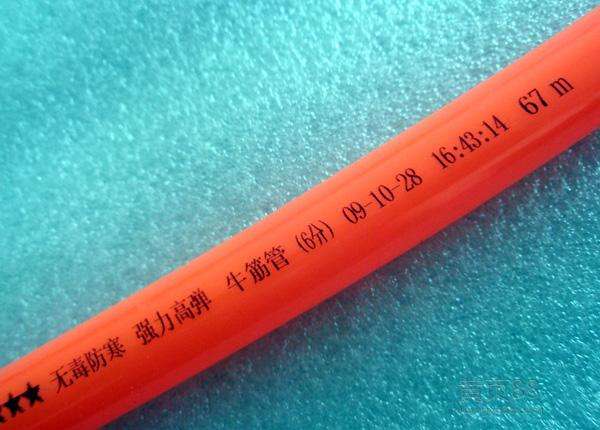 ★★★ 无毒防寒 强力高弹 牛筋管 (6分) 09-10-28 16:43:14 67 m